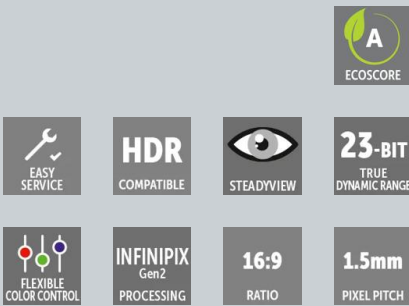 A
ECOSCORE
EASY
SERVICE
HDR
COMPATIBLE
STEADYVIEW
23-BIT
TRUE
DYNAMIC RANGE
FLEXIBLE
COLOR CONTROL
INFINIPIX
Gen2
PROCESSING
16:9
RATIO
1.5mm
PIXEL PITCH